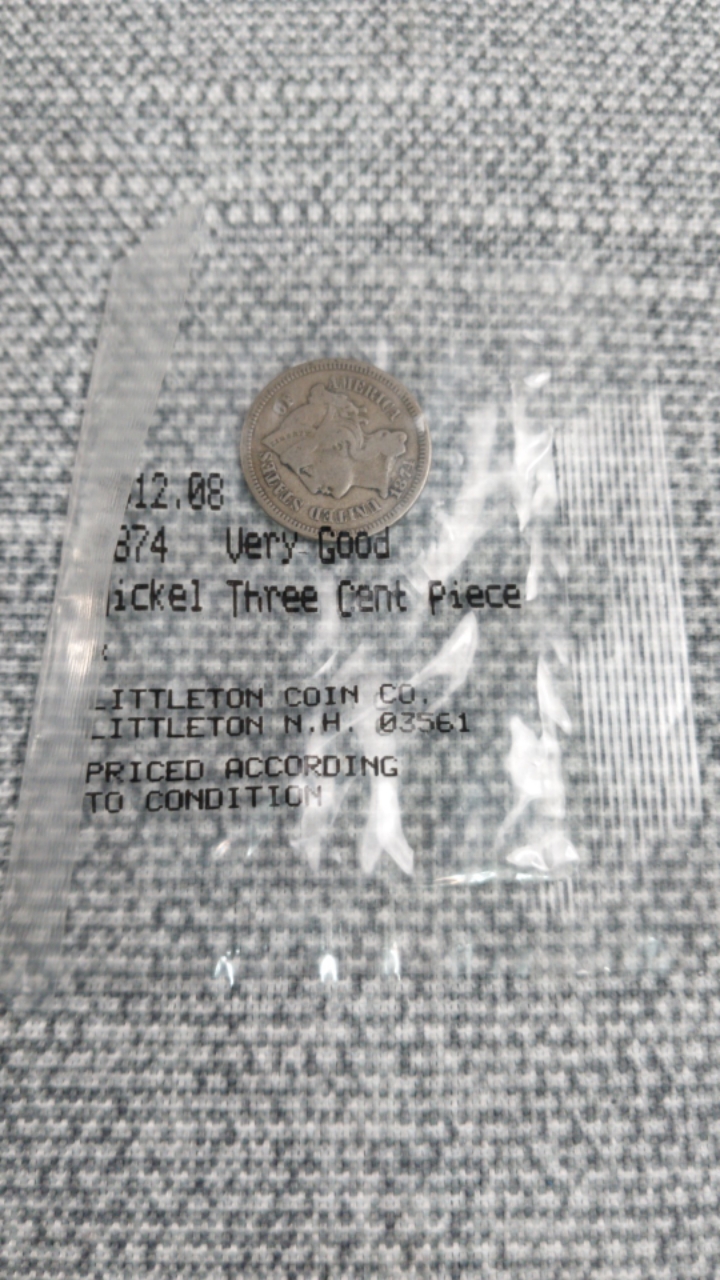 UNITED STATES OF AMERICA
12.08
874 Very Good
ickel Three Cent Piece
LITTLETON COIN CO.
LITTLETON N.H. 03561
PRICED ACCORDING
TO CONDITION